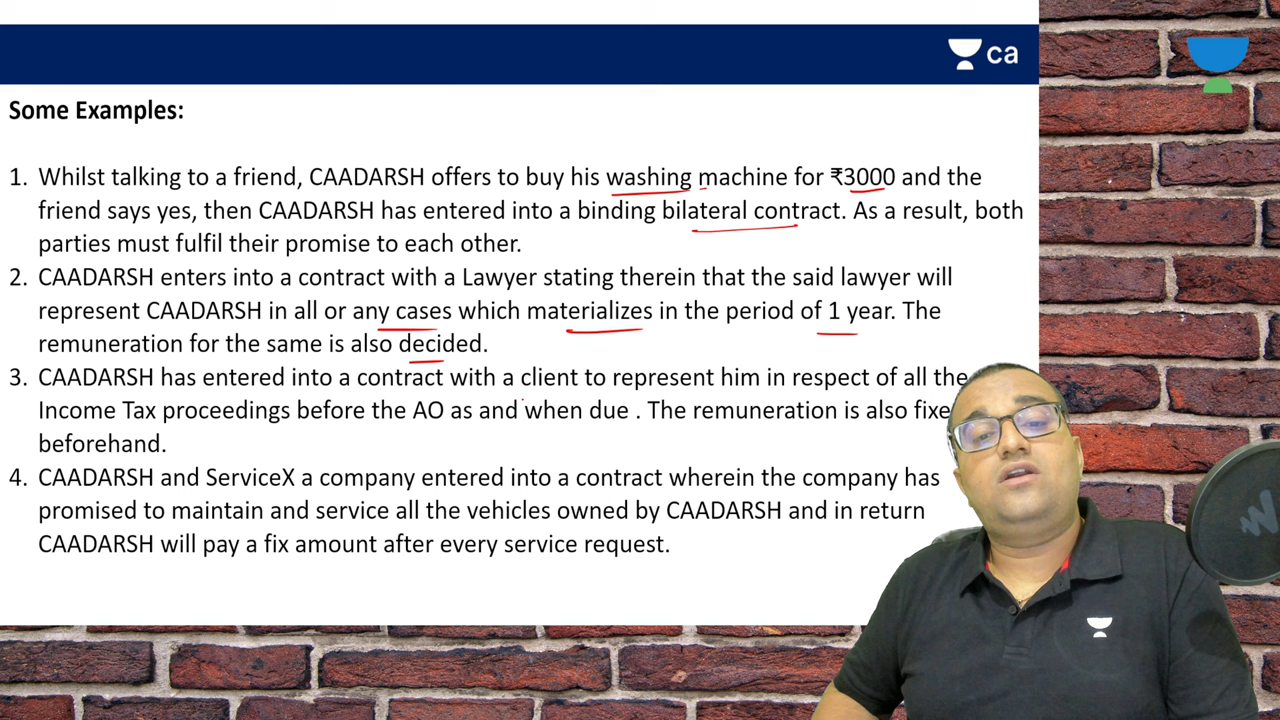 ca
Some Examples:
1. Whilst talking to a friend, CAADARSH offers to buy his washing machine for ₹3000 and the
friend says yes, then CAADARSH has entered into a binding bilateral contract. As a result, both
parties must fulfil their promise to each other.
2. CAADARSH enters into a contract with a Lawyer stating therein that the said lawyer will
represent CAADARSH in all or any cases which materializes in the period of 1 year. The
remuneration for the same is also decided.
3. CAADARSH has entered into a contract with a client to represent him in respect of all the
Income Tax proceedings before the AO as and when due . The remuneration is also fixe
beforehand.
4. CAADARSH and ServiceX a company entered into a contract wherein the company has
promised to maintain and service all the vehicles owned by CAADARSH and in return
CAADARSH will pay a fix amount after every service request.